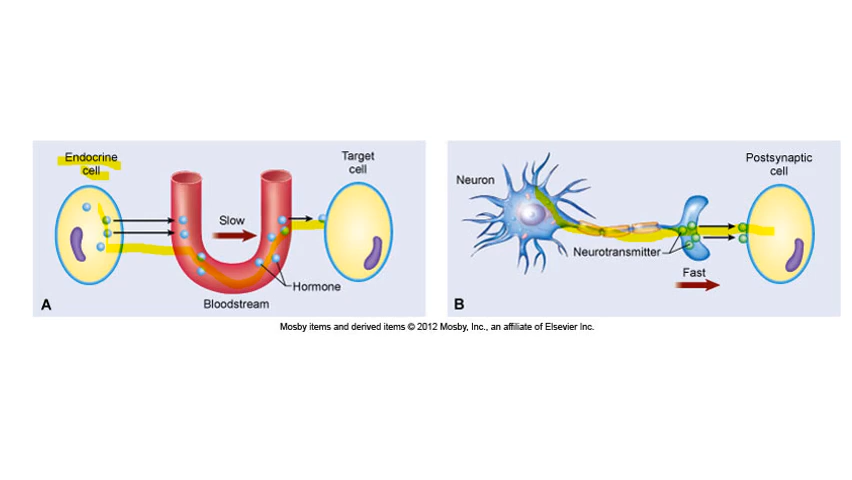 Endocrine
cell
Target
cell
Slow
Hormone
Bloodstream
A
Neuron
Postsynaptic
cell
Neurotransmitter
Fast
B
Mosby items and derived items © 2012 Mosby, Inc., an affiliate of Elsevier Inc.